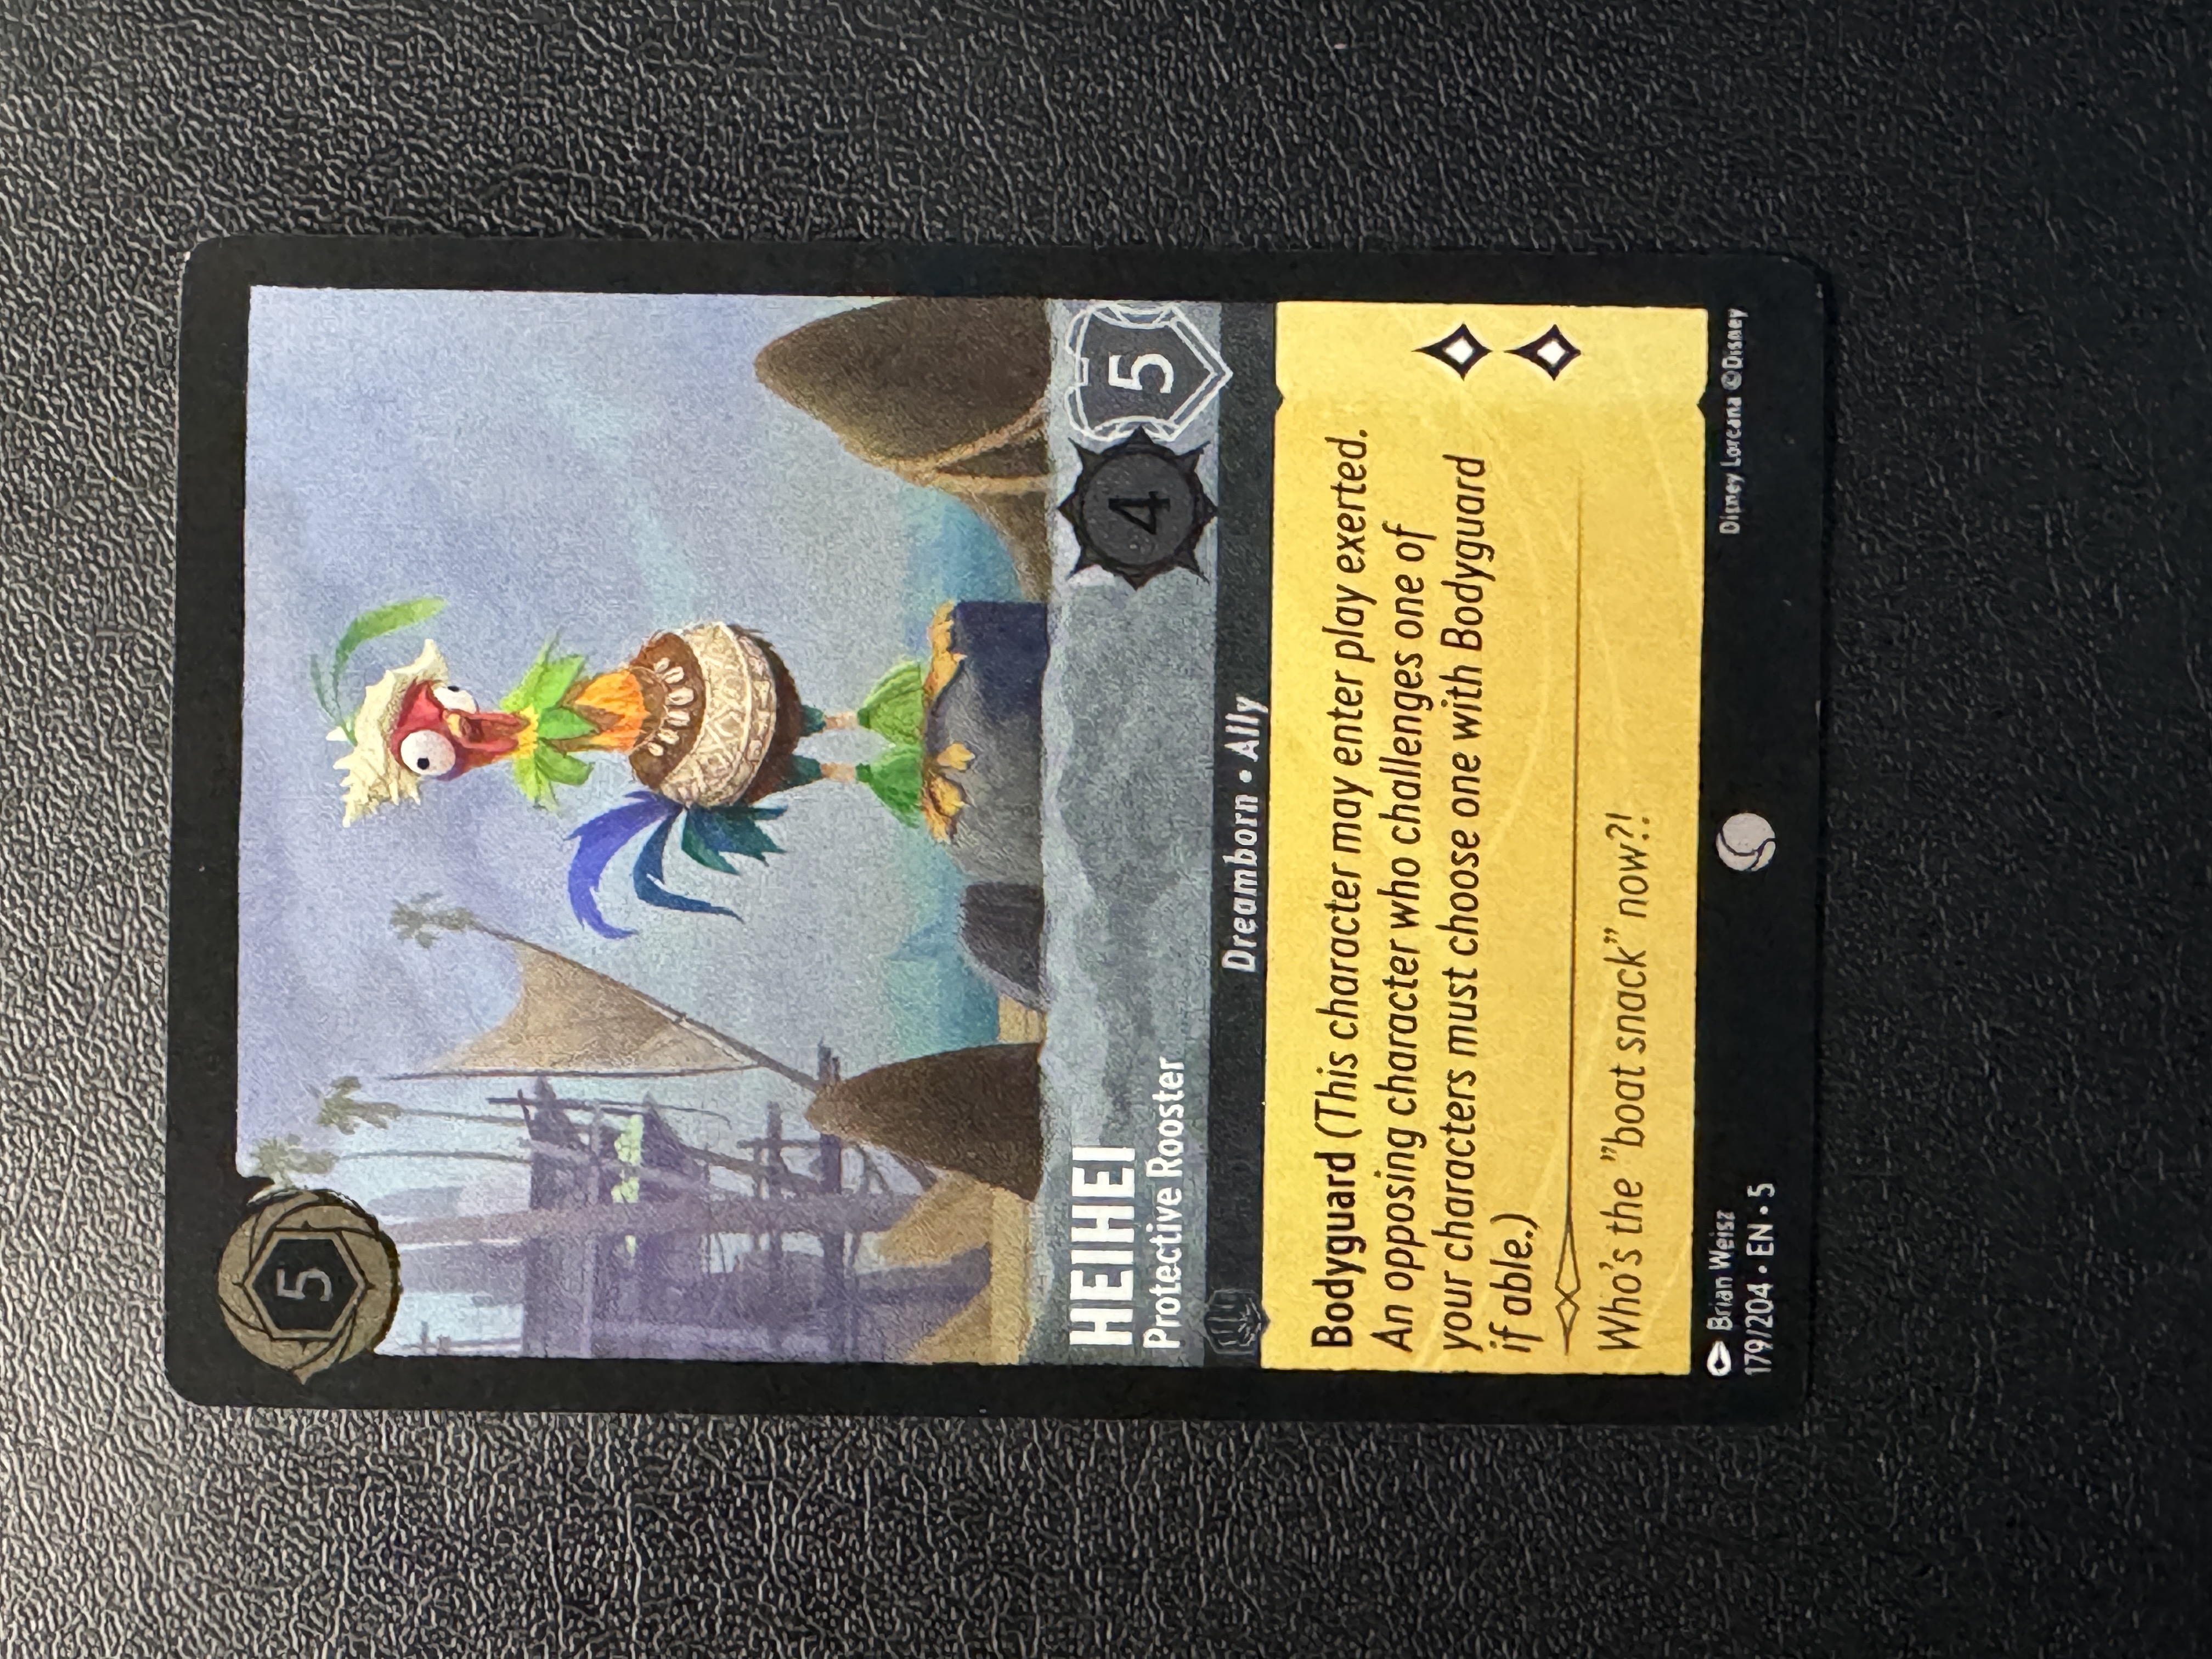 5
HEIHEI
Protective Rooster
4
5
Dreamborn • Ally
Bodyguard (This character may enter play exerted.
An opposing character who challenges one of
your characters must choose one with Bodyguard
if able.)
Who's the "boat snack" now?!
Brian Weisz
179/204 • EN • 5
Disney Lorcana ©Disney